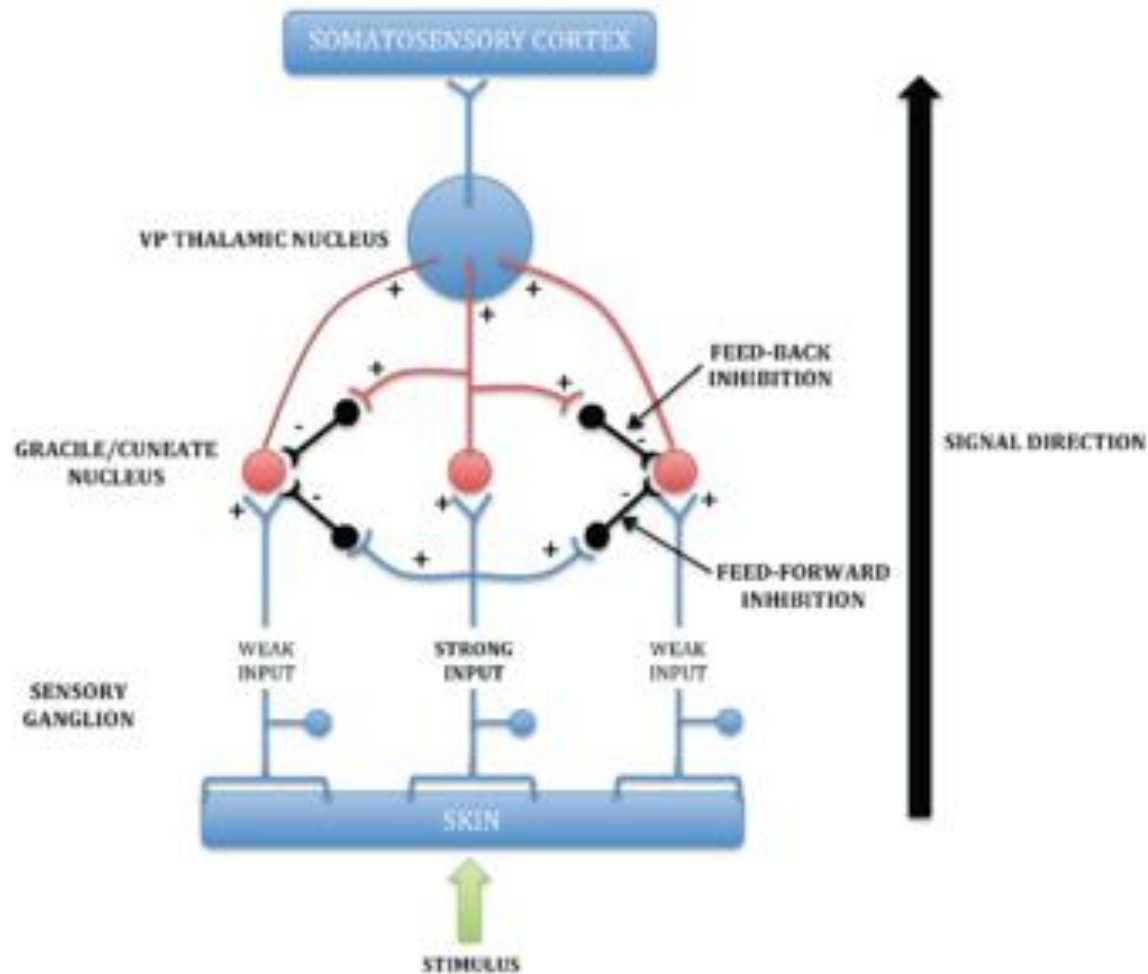 SOMATOSENSORY CORTEX
VP THALAMIC NUCLEUS
+
+
+
+
+
FEED-BACK
INHIBITION
-
-
GRACILE/CUNEATE
NUCLEUS
SIGNAL DIRECTION
+
-
+
-
+
+
+
FEED-FORWARD
INHIBITION
WEAK
INPUT
STRONG
INPUT
WEAK
INPUT
SENSORY
GANGLION
SKIN
STIMULUS